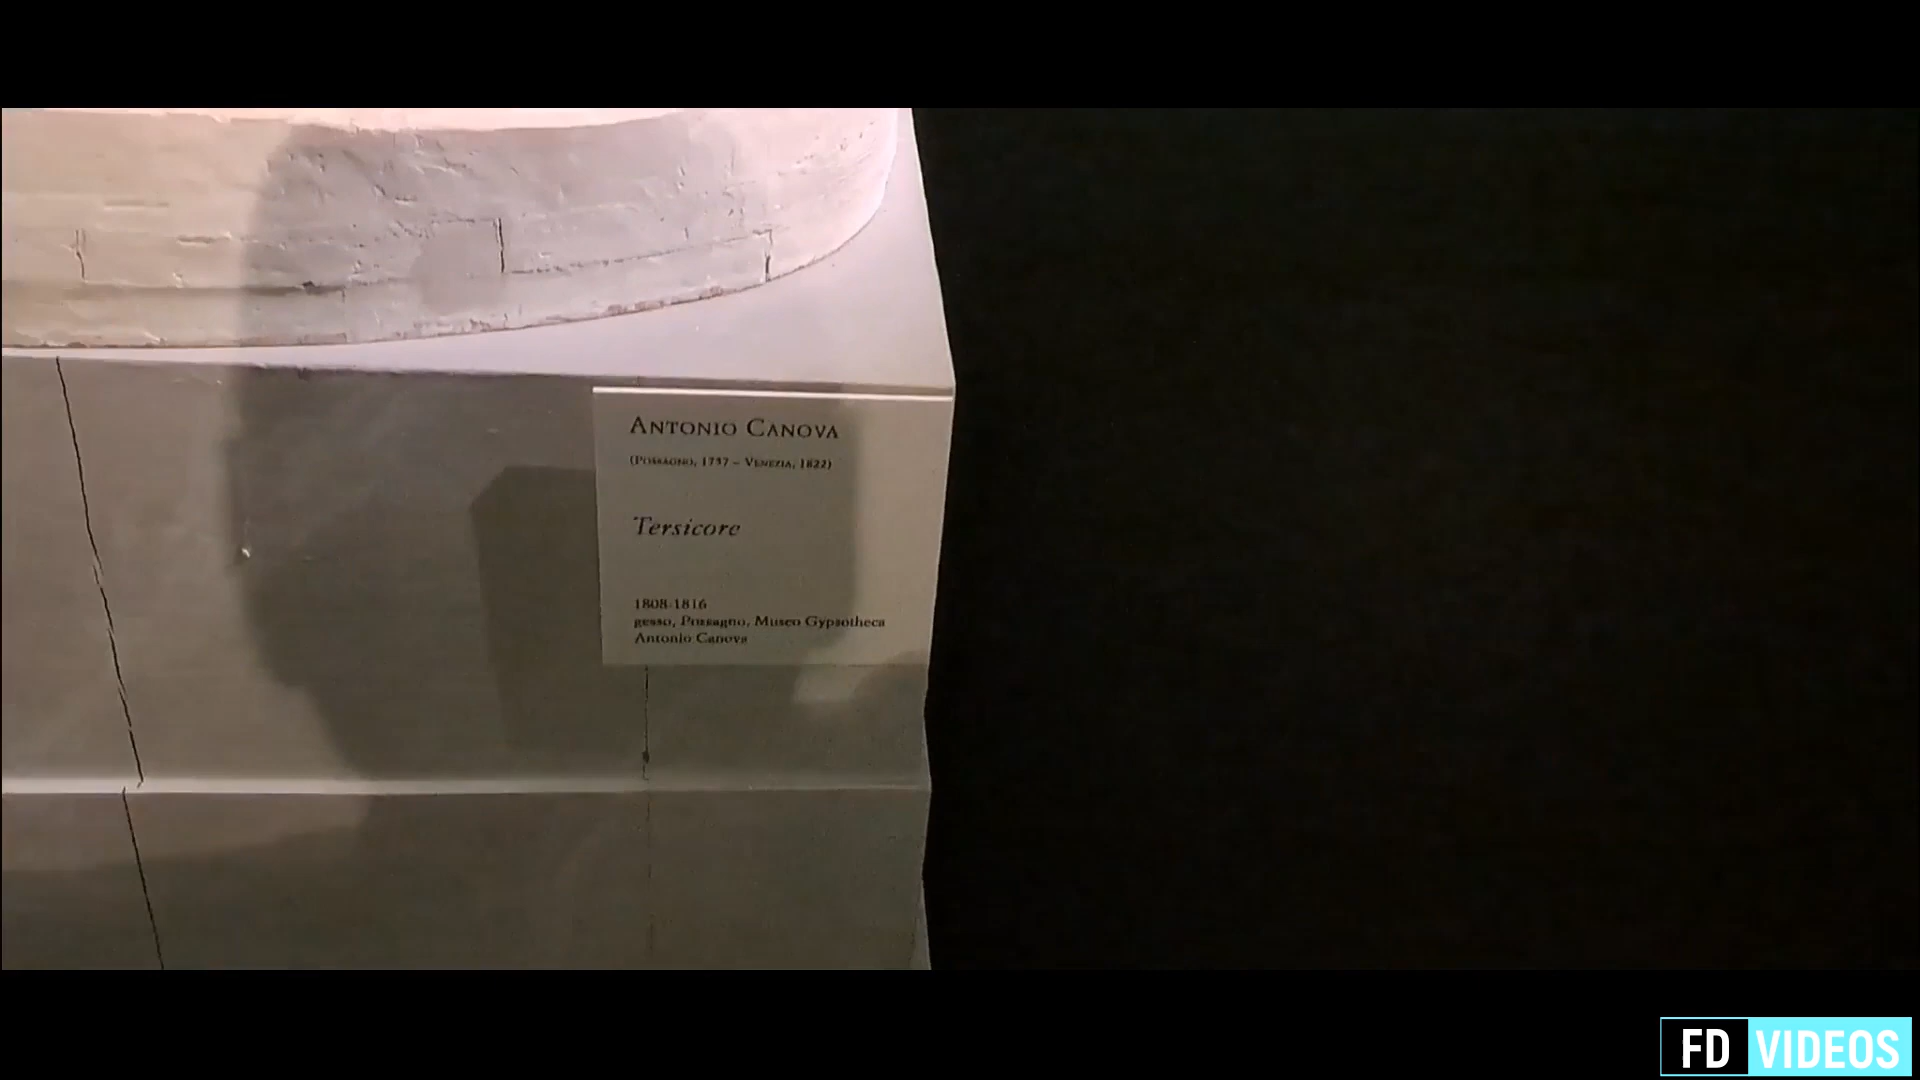 ANTONIO CANOVA
(POSSAGNO, 1757 – VENEZIA, 1822)
Tersicore
1808-1816
gesso, Possagno, Museo Gypsotheca
Antonio Canova
FD VIDEOS